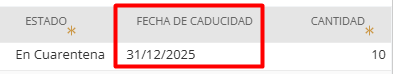 ESTADO FECHA DE CADUCIDAD CANTIDAD
* *
En Cuarentena 31/12/2025 10